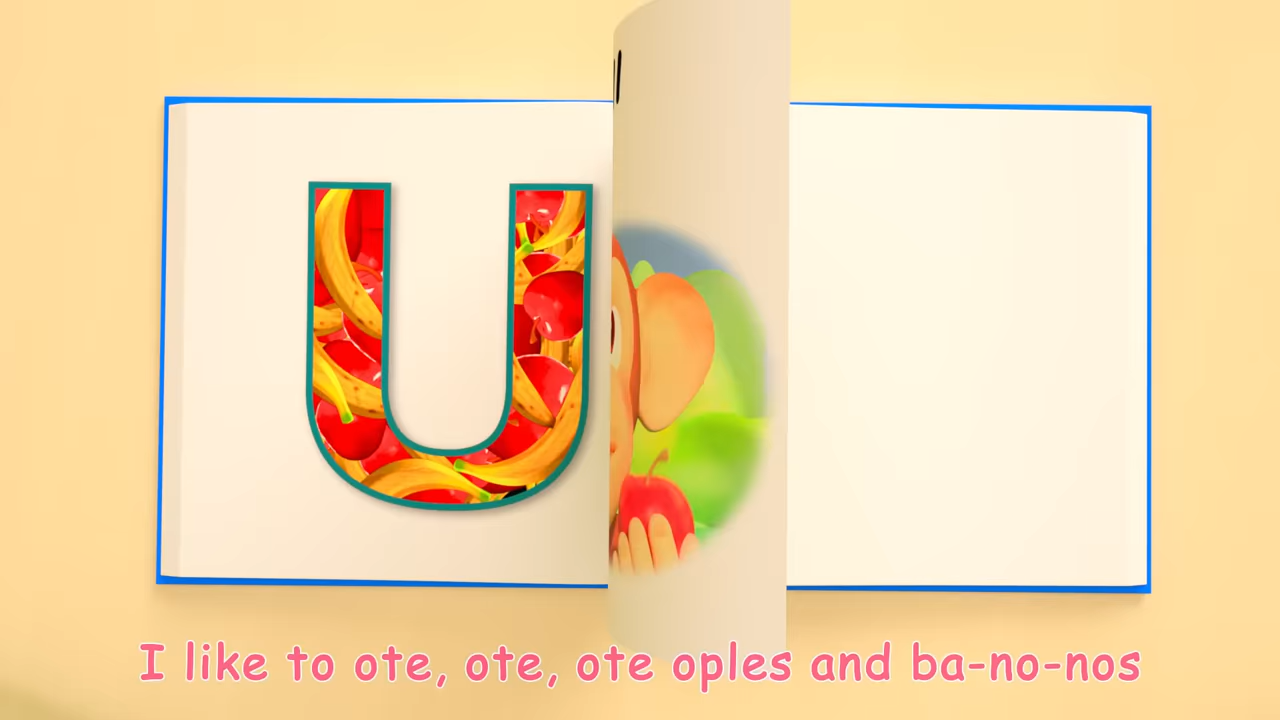 U
I like to ote, ote, ote oples and ba-no-nos